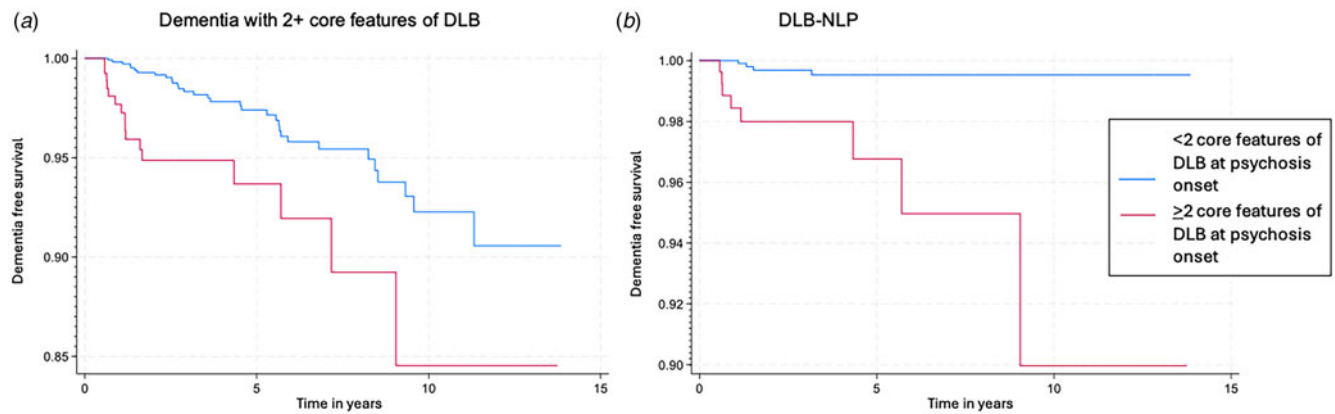 (a) Dementia with 2+ core features of DLB
1.00
0.95
0.90
0.85
Dementia free survival
0 5 10 15
Time in years
(b) DLB-NLP
1.00
0.98
0.96
0.94
0.92
0.90
Dementia free survival
0 5 10 15
Time in years
<2 core features of
DLB at psychosis
onset
≥2 core features of
DLB at psychosis
onset